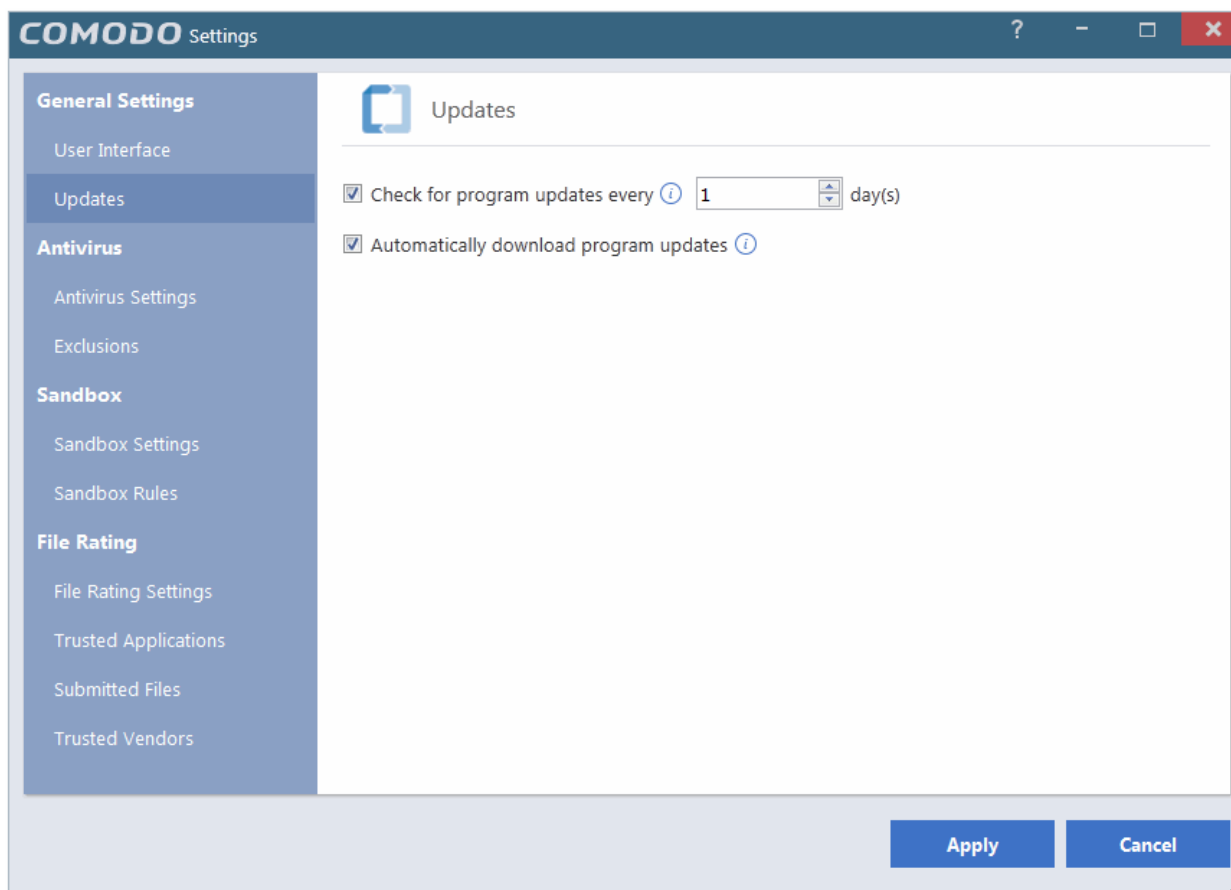 COMODO Settings
?
General Settings
User Interface
Updates
Antivirus
Antivirus Settings
Exclusions
Sandbox
Sandbox Settings
Sandbox Rules
File Rating
File Rating Settings
Trusted Applications
Submitted Files
Trusted Vendors
Updates
Check for program updates every i 1 day(s)
Automatically download program updates i
Apply
Cancel